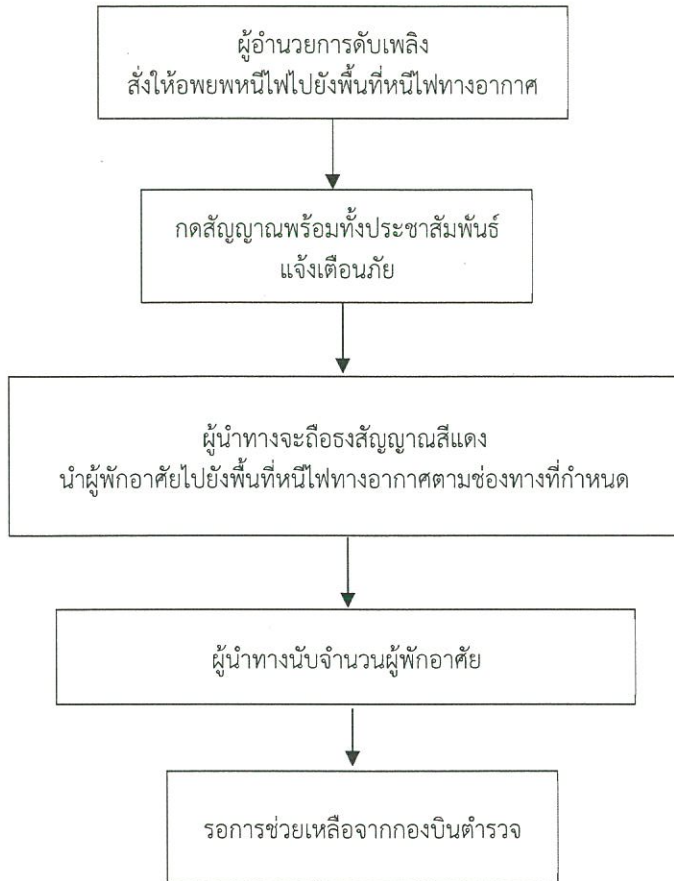 ผู้อำนวยการดับเพลิง
สั่งให้อพยพหนีไฟไปยังพื้นที่หนีไฟทางอากาศ
กดสัญญาณพร้อมทั้งประชาสัมพันธ์
แจ้งเตือนภัย
ผู้นำทางจะถือธงสัญญาณสีแดง
นำผู้พักอาศัยไปยังพื้นที่หนีไฟทางอากาศตามช่องทางที่กำหนด
ผู้นำทางนับจำนวนผู้พักอาศัย
รอการช่วยเหลือจากกองบินตำรวจ